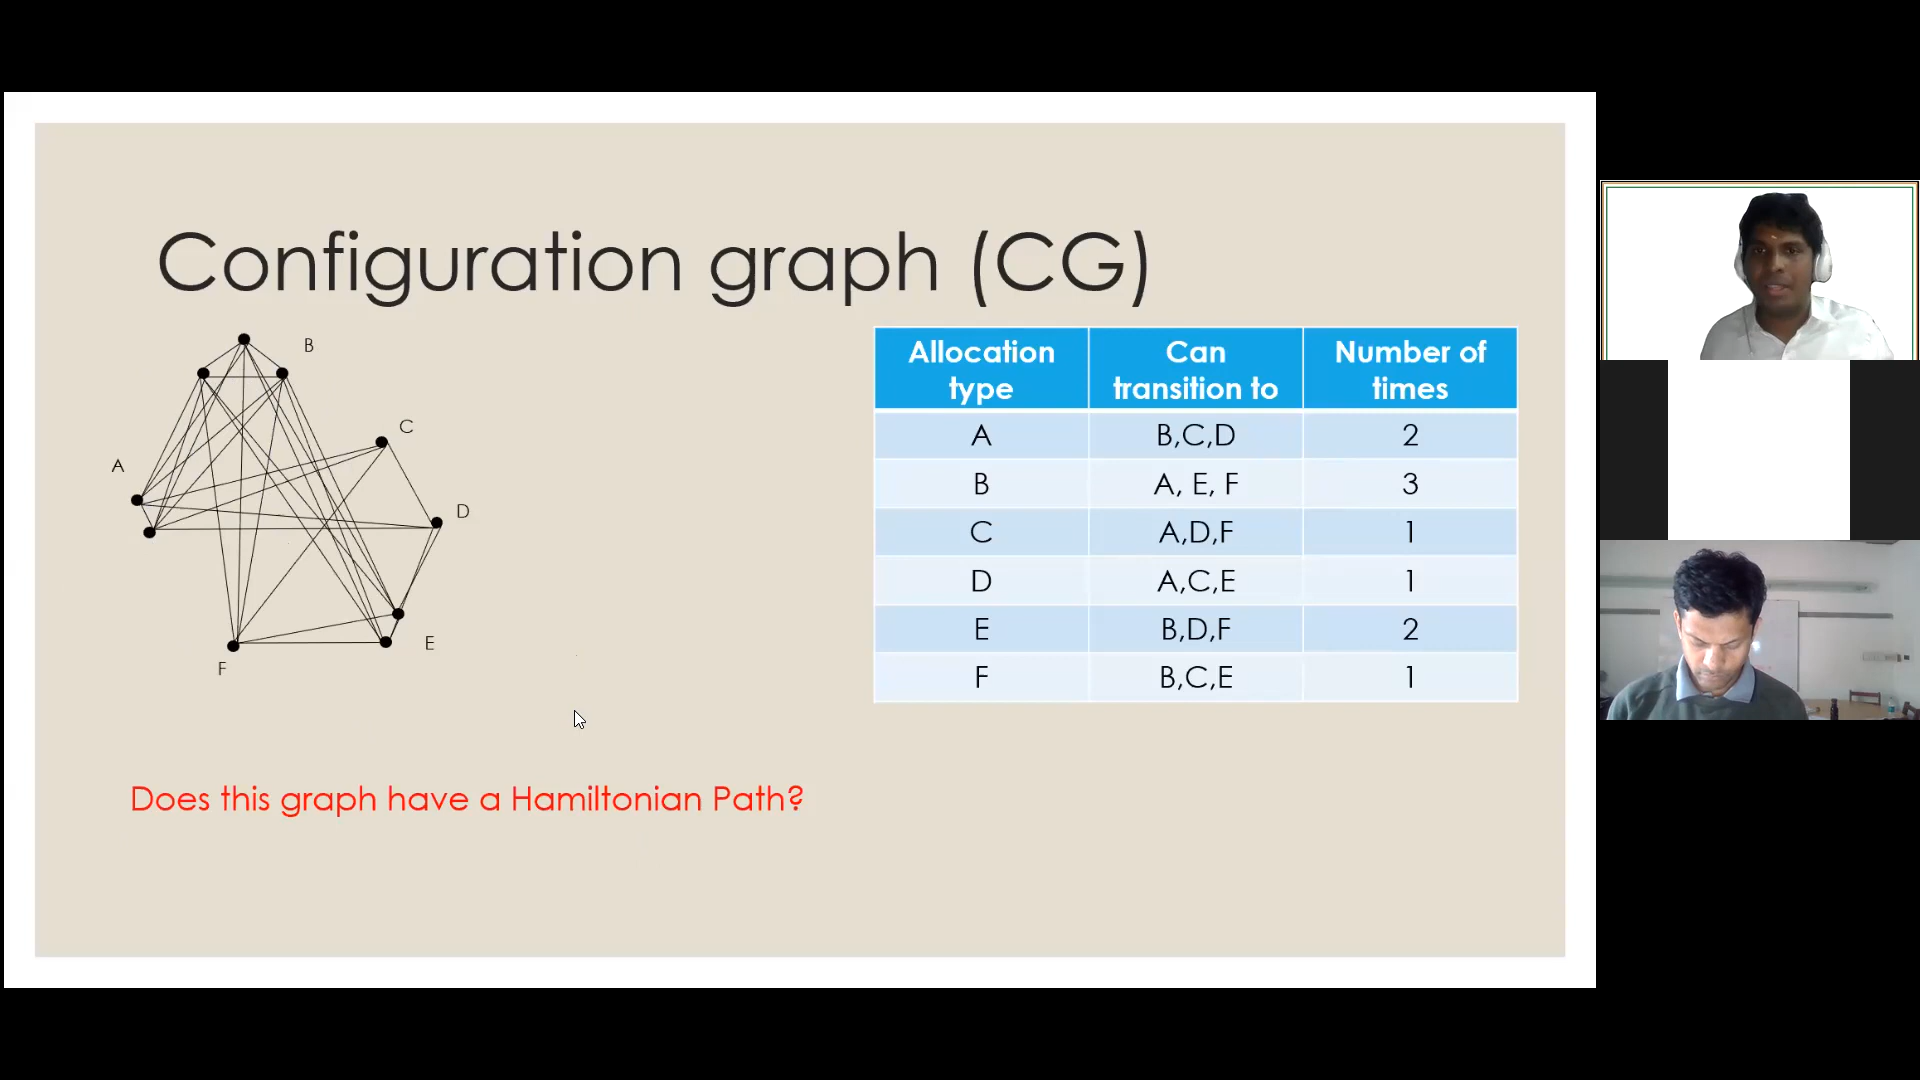 Configuration graph (CG)
B
C
A
D
E
F
Allocation type Can transition to Number of times
A B,C,D 2
B A, E, F 3
C A,D,F 1
D A,C,E 1
E B,D,F 2
F B,C,E 1
Does this graph have a Hamiltonian Path?